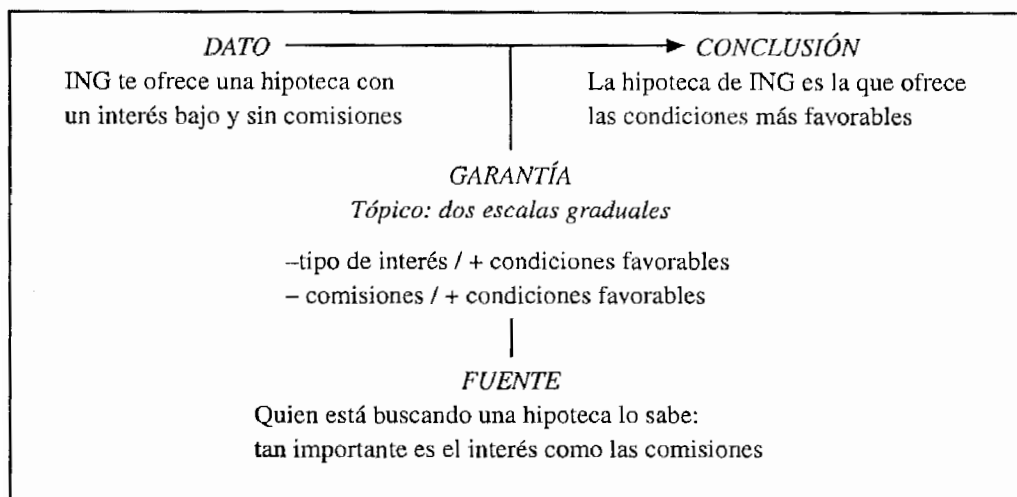 DATO CONCLUSIÓN
ING te ofrece una hipoteca con
un interés bajo y sin comisiones
La hipoteca de ING es la que ofrece
las condiciones más favorables
GARANTÍA
Tópico: dos escalas graduales
–tipo de interés / + condiciones favorables
– comisiones / + condiciones favorables
FUENTE
Quien está buscando una hipoteca lo sabe:
tan importante es el interés como las comisiones